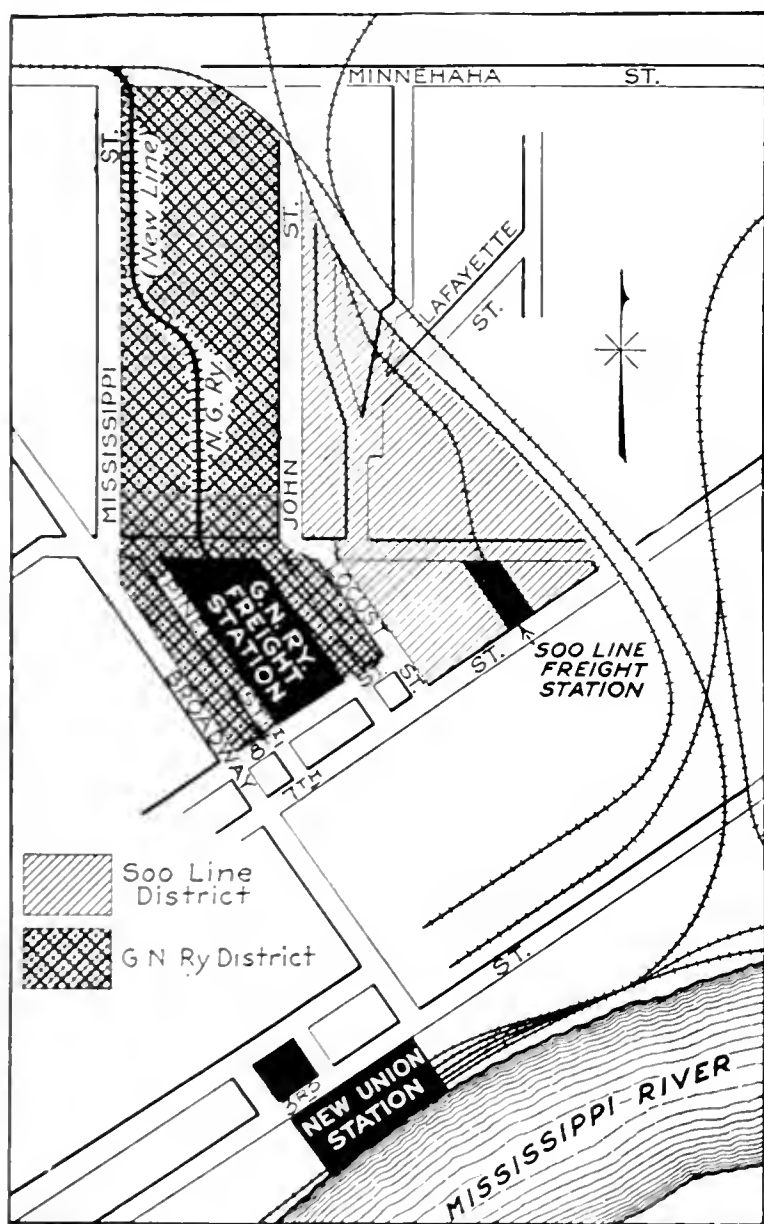 MINNEHAHA ST.
ST.
(New Line)
ST.
LAFAYETTE
ST.
MISSISSIPPI
N. G. Ry.
JOHN
G.N. RY.
FREIGHT
STATION
ST.
ST.
SOO LINE
FREIGHT
STATION
BROADWAY
7TH
Soo Line
District
G N Ry District
ST.
3RD
NEW UNION
STATION
MISSISSIPPI RIVER